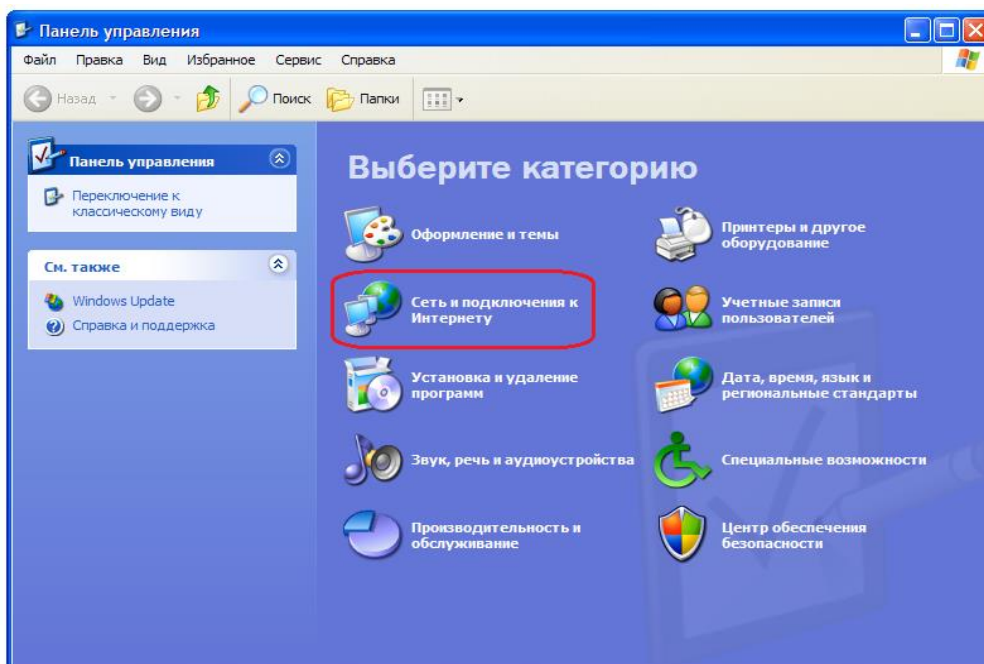 Панель управления
Файл Правка Вид Избранное Сервис Справка
Назад Поиск Папки
Панель управления
Переключение к
классическому виду
См. также
Windows Update
Справка и поддержка
Выберите категорию
Оформление и темы
Принтеры и другое
оборудование
Сеть и подключения к
Интернету
Учетные записи
пользователей
Установка и удаление
программ
Дата, время, язык и
региональные стандарты
Звук, речь и аудиоустройства
Специальные возможности
Производительность и
обслуживание
Центр обеспечения
безопасности